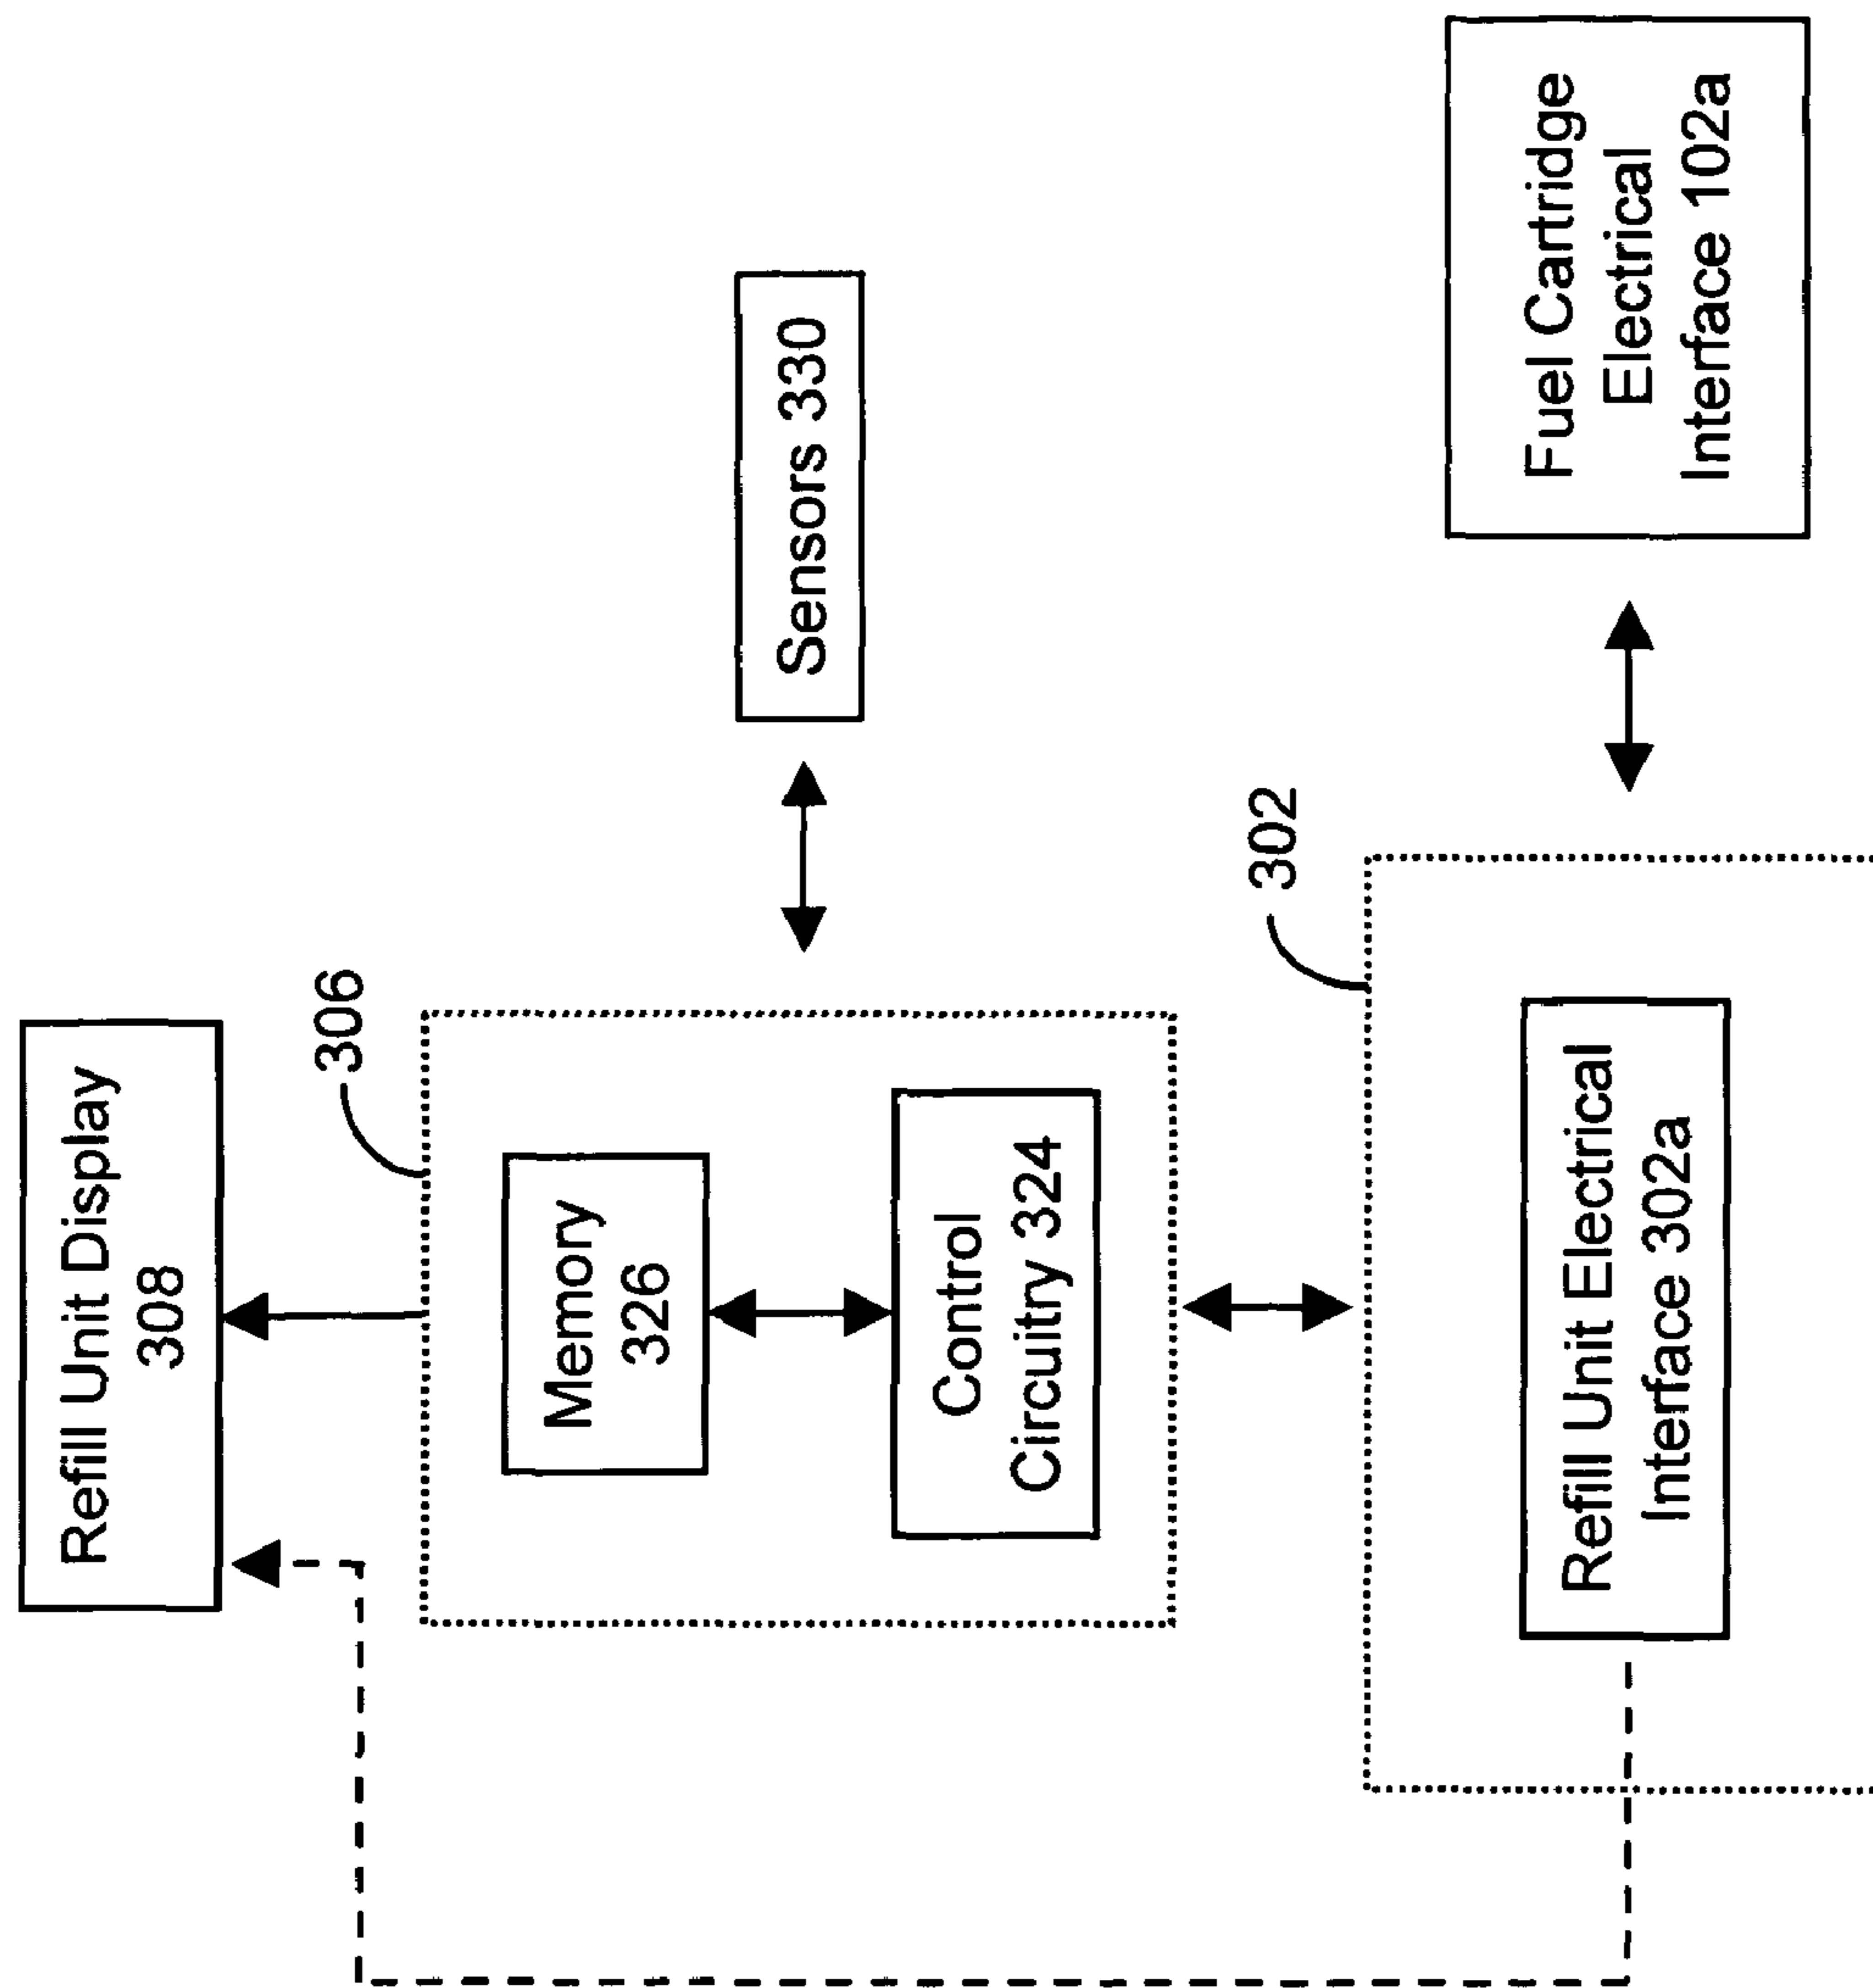 Refill Unit Display
308
306
Memory
326
Control
Circuitry 324
Sensors 330
302
Refill Unit Electrical
Interface 302a
Fuel Cartridge
Electrical
Interface 102a